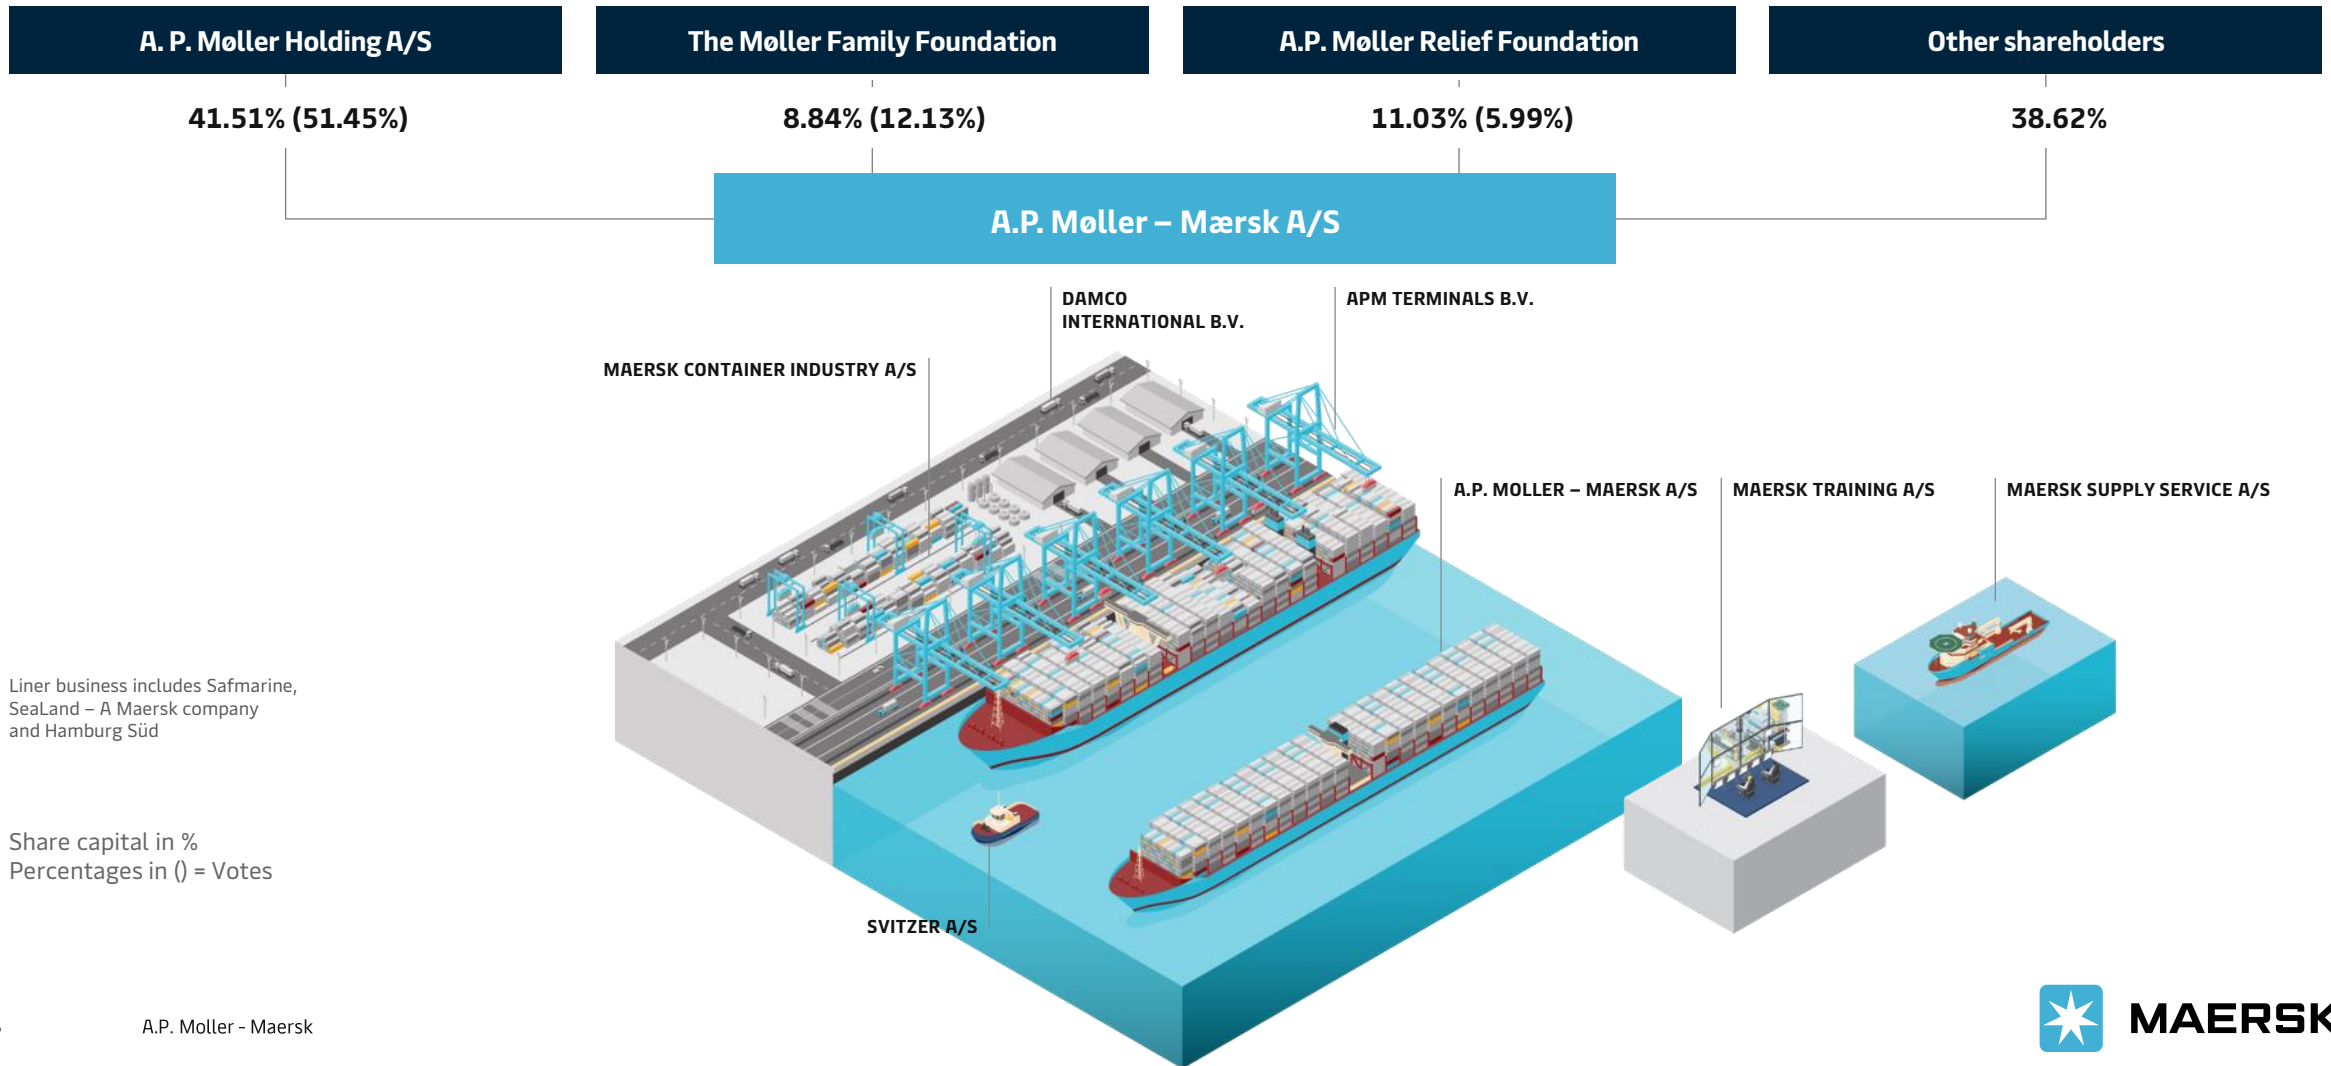 A. P. Møller Holding A/S
The Møller Family Foundation
A.P. Møller Relief Foundation
Other shareholders
41.51% (51.45%)
8.84% (12.13%)
11.03% (5.99%)
38.62%
A.P. Møller – Mærsk A/S
DAMCO
INTERNATIONAL B.V.
APM TERMINALS B.V.
MAERSK CONTAINER INDUSTRY A/S
A.P. MOLLER – MAERSK A/S
MAERSK TRAINING A/S
MAERSK SUPPLY SERVICE A/S
Liner business includes Safmarine,
SeaLand – A Maersk company
and Hamburg Süd
Share capital in %
Percentages in () = Votes
SVITZER A/S
A.P. Moller - Maersk
MAERSK